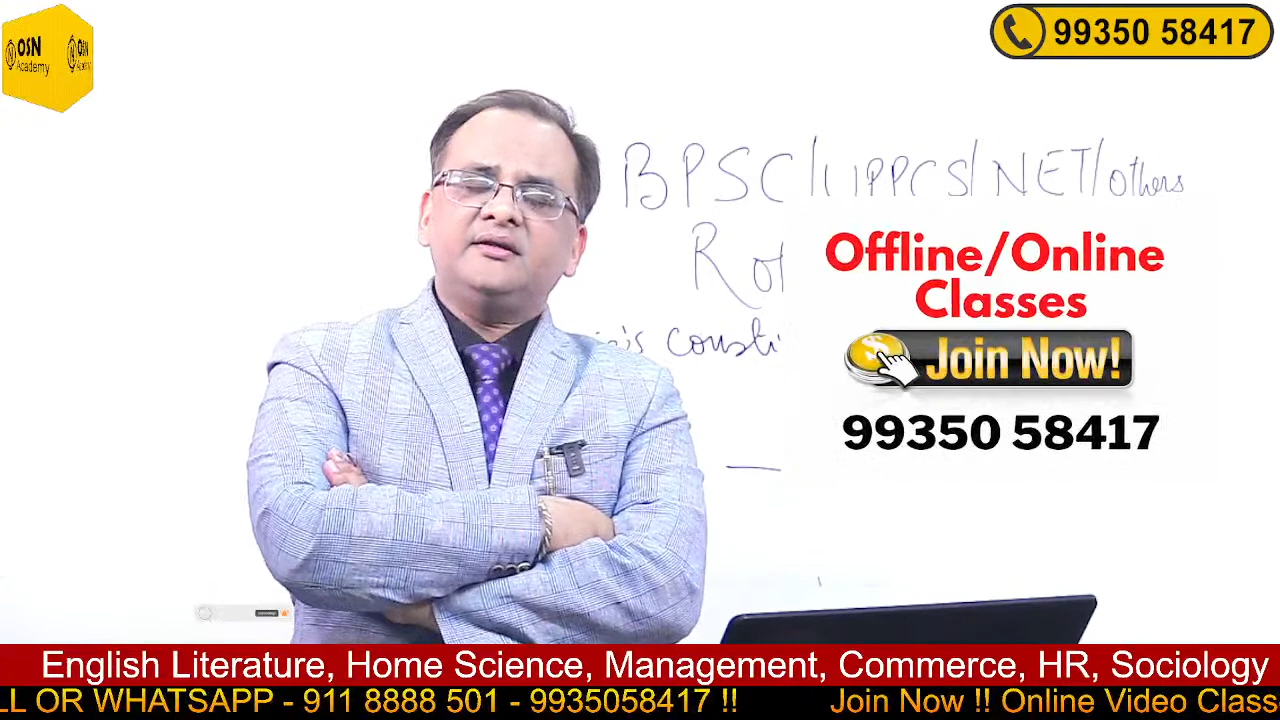 OSN
Academy
OSN
Academy
99350 58417
BPSC/UPPCS/NET/others
Offline/Online
Classes
Join Now!
99350 58417
English Literature, Home Science, Management, Commerce, HR, Sociology
LL OR WHATSAPP - 911 8888 501 - 9935058417 !! Join Now !! Online Video Class